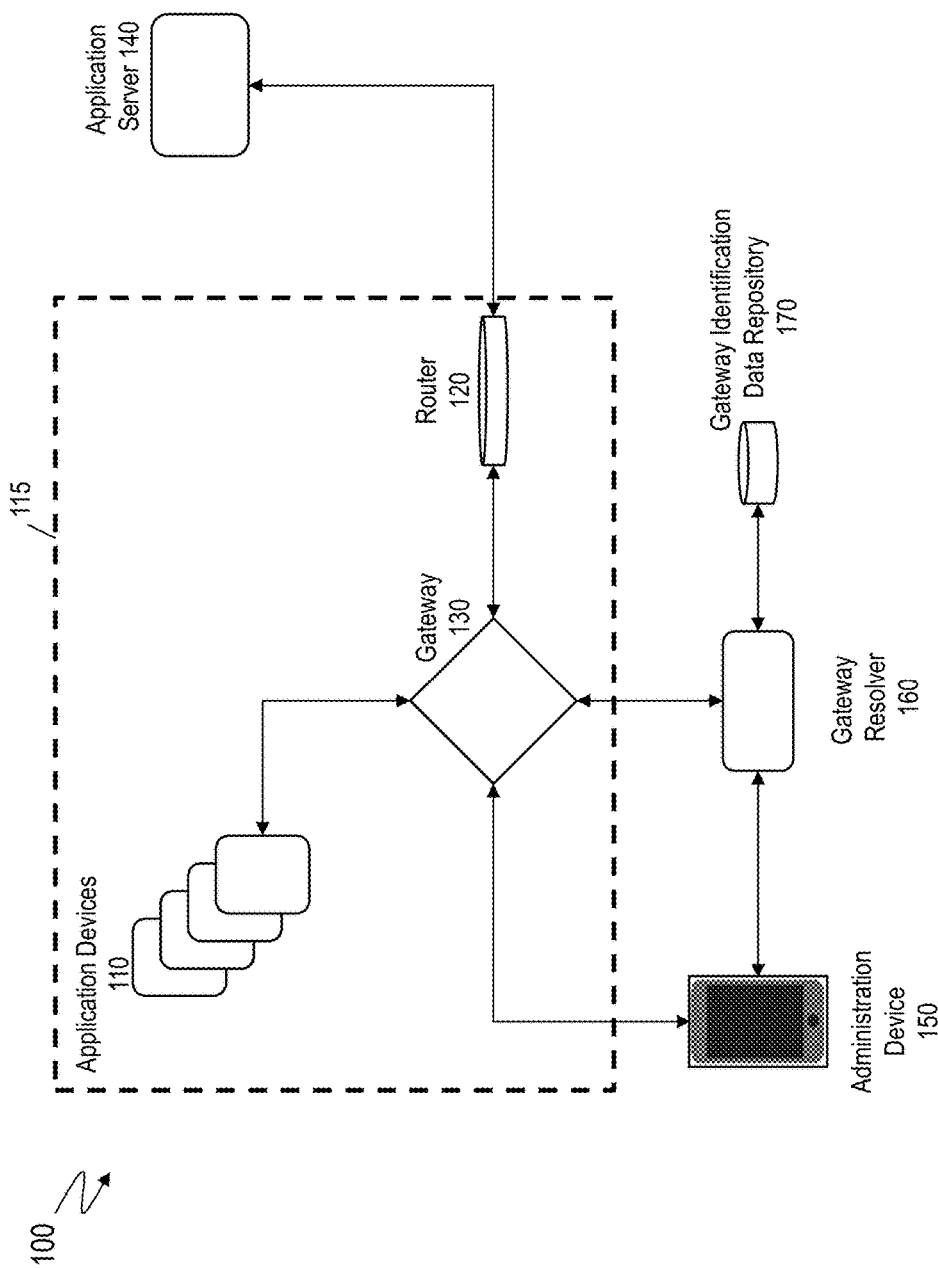 100
115
Application Devices
110
Gateway
130
Router
120
Application
Server 140
Administration
Device
150
Gateway
Resolver
160
Gateway Identification
Data Repository
170